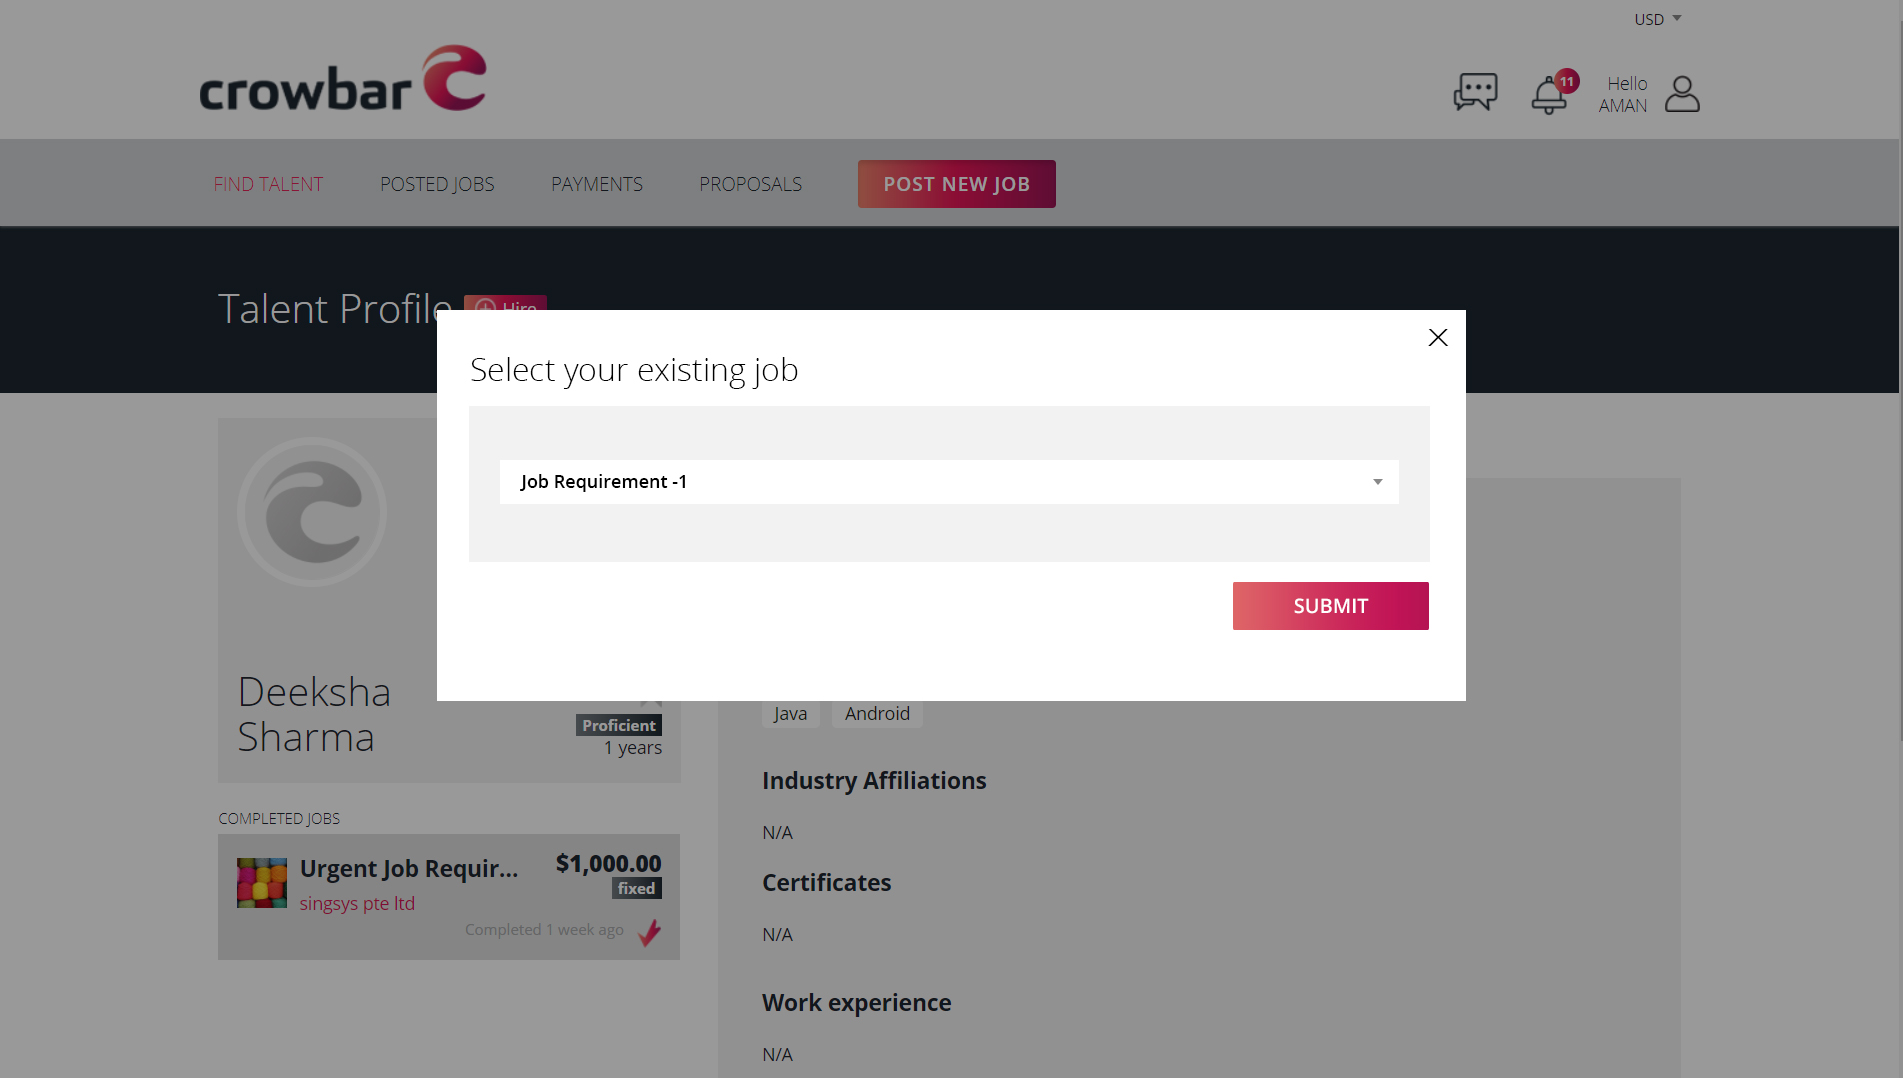 USD
crowbar
11
Hello
AMAN
FIND TALENT
POSTED JOBS
PAYMENTS
PROPOSALS
POST NEW JOB
Talent Profile
Hire
Select your existing job
Job Requirement -1
SUBMIT
Deeksha
Sharma
Proficient
1 years
Java
Android
COMPLETED JOBS
Urgent Job Requir...
$1,000.00
fixed
singsys pte ltd
Completed 1 week ago
Industry Affiliations
N/A
Certificates
N/A
Work experience
N/A